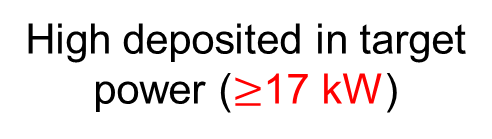 High deposited in target
power (≥17 kW)